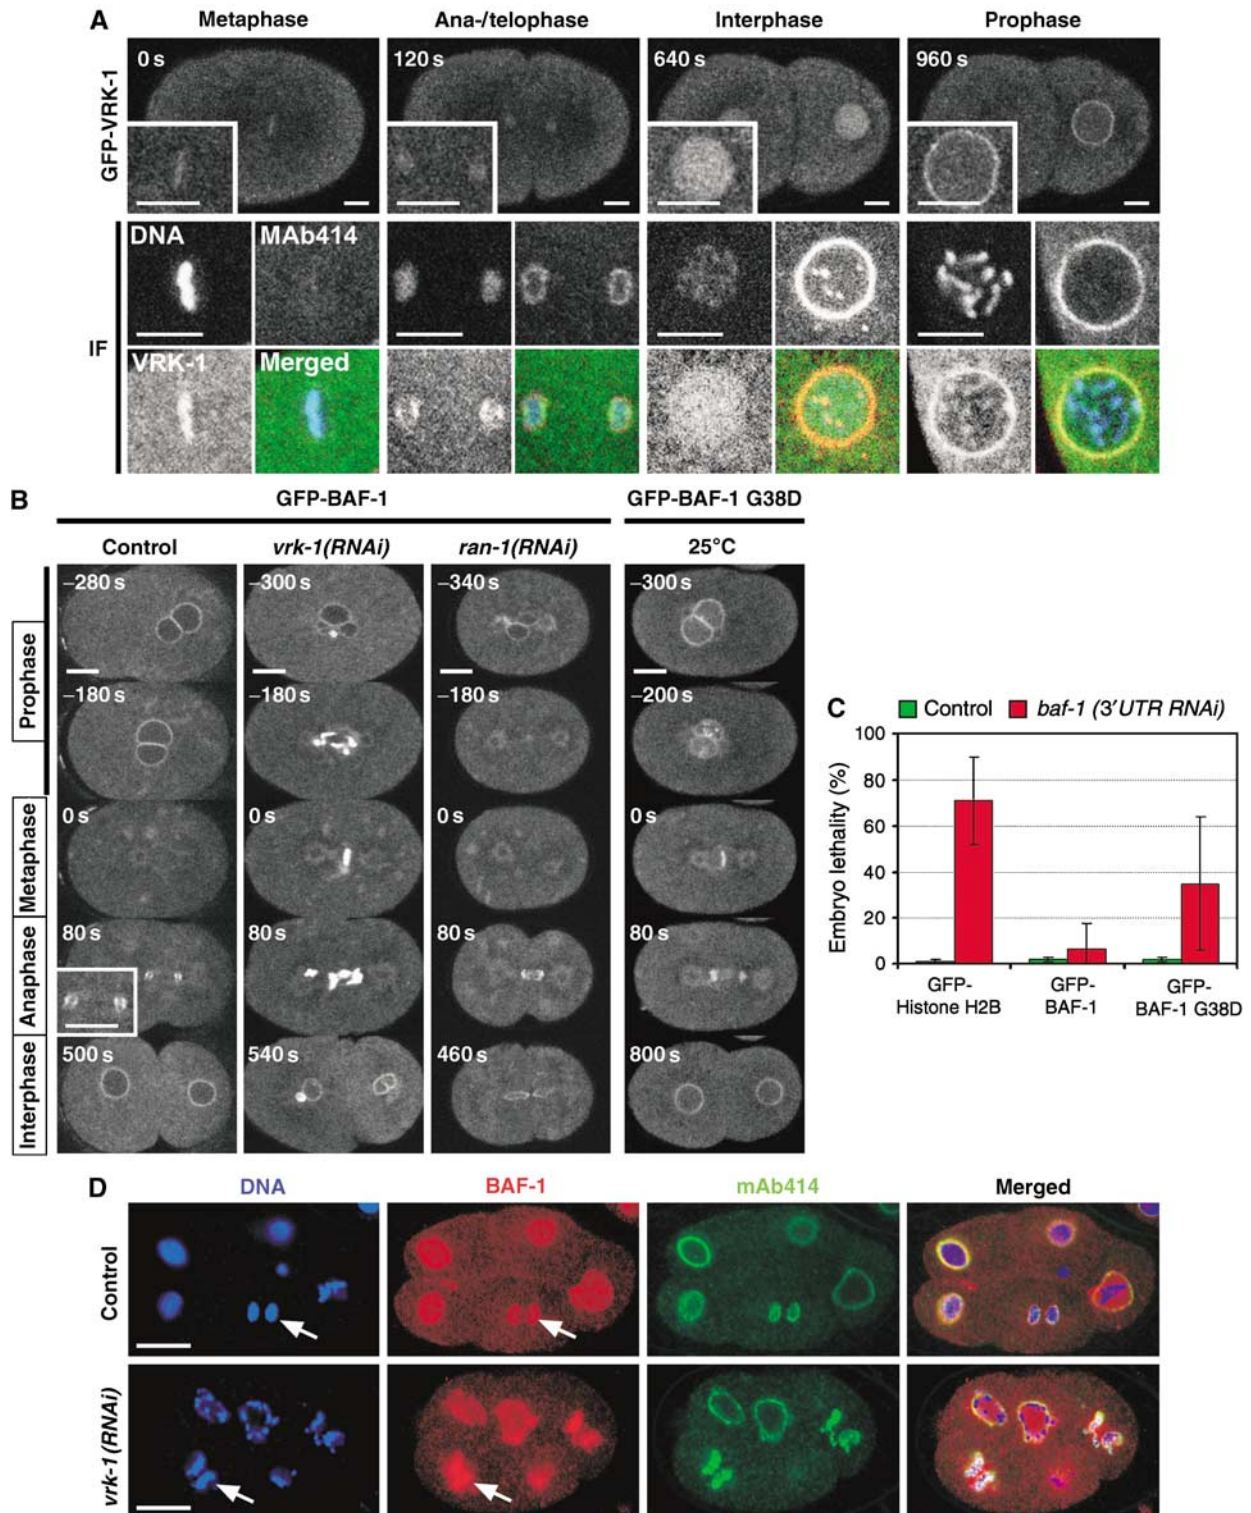 A
Metaphase Ana-/telophase Interphase Prophase
GFP-VRK-1
0 s 120 s 640 s 960 s
IF
DNA MAb414
VRK-1 Merged
B
GFP-BAF-1 GFP-BAF-1 G38D
Control vrk-1(RNAi) ran-1(RNAi) 25°C
Prophase
–280 s –300 s –340 s –300 s
–180 s –180 s –180 s –200 s
Metaphase
0 s 0 s 0 s 0 s
Anaphase
80 s 80 s 80 s 80 s
Interphase
500 s 540 s 460 s 800 s
C
Control baf-1 (3′UTR RNAi)
Embryo lethality (%)
100
80
60
40
20
0
GFP-Histone H2B
GFP-BAF-1
GFP-BAF-1 G38D
D
DNA BAF-1 mAb414 Merged
Control
vrk-1(RNAi)